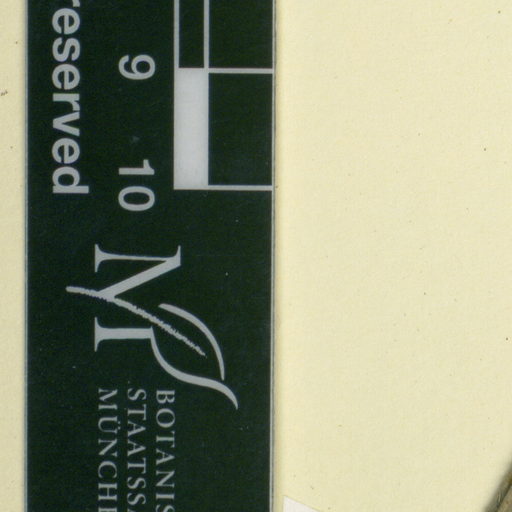 9 10
reserved
BOTANIS
STAATSSA
MÜNCHE